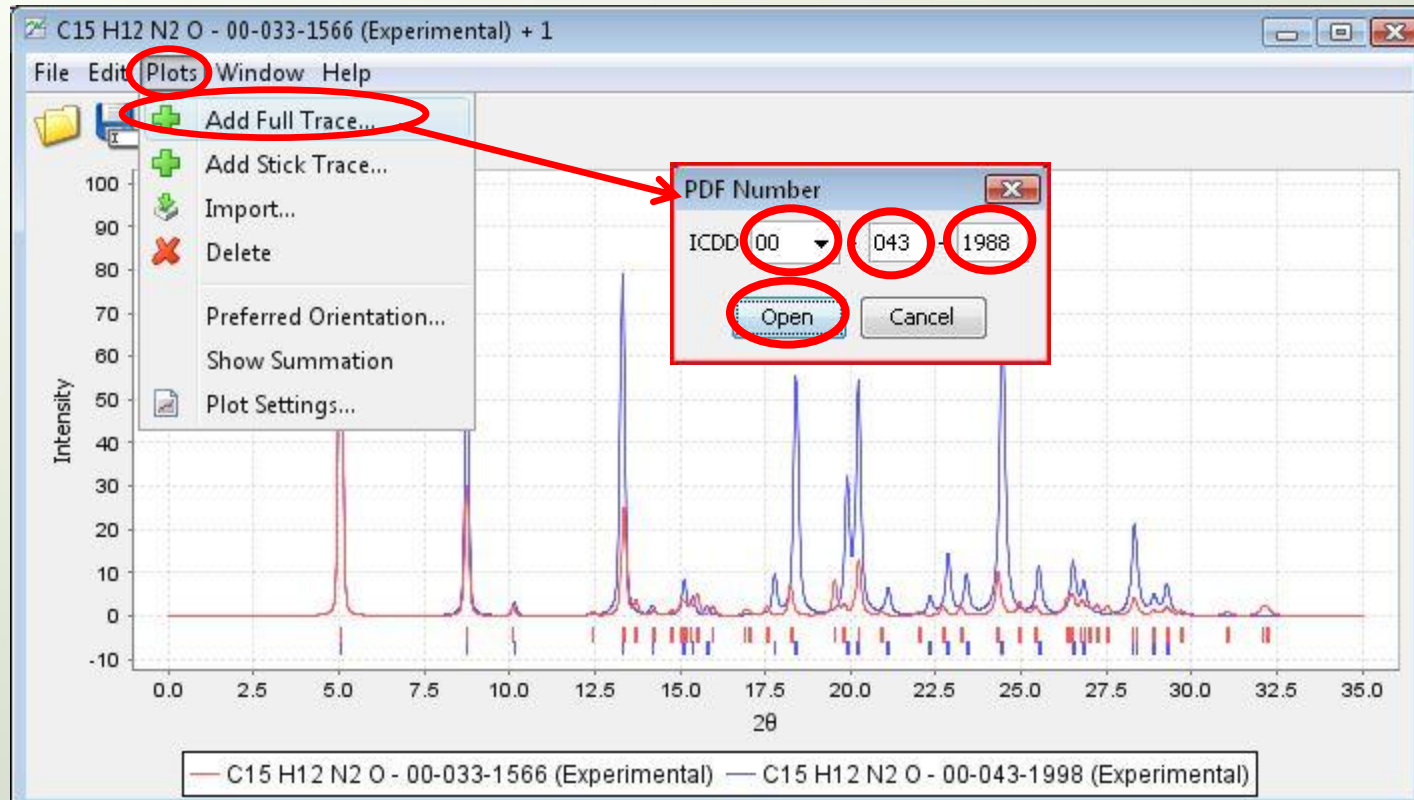 C15 H12 N2 O - 00-033-1566 (Experimental) + 1
File Edit Plots Window Help
Add Full Trace...
Add Stick Trace...
Import...
Delete
Preferred Orientation...
Show Summation
Plot Settings...
PDF Number
ICDD 00 - 043 - 1988
Open Cancel
Intensity
100
90
80
70
60
50
40
30
20
10
0
-10
0.0 2.5 5.0 7.5 10.0 12.5 15.0 17.5 20.0 22.5 25.0 27.5 30.0 32.5 35.0
2θ
C15 H12 N2 O - 00-033-1566 (Experimental) C15 H12 N2 O - 00-043-1998 (Experimental)